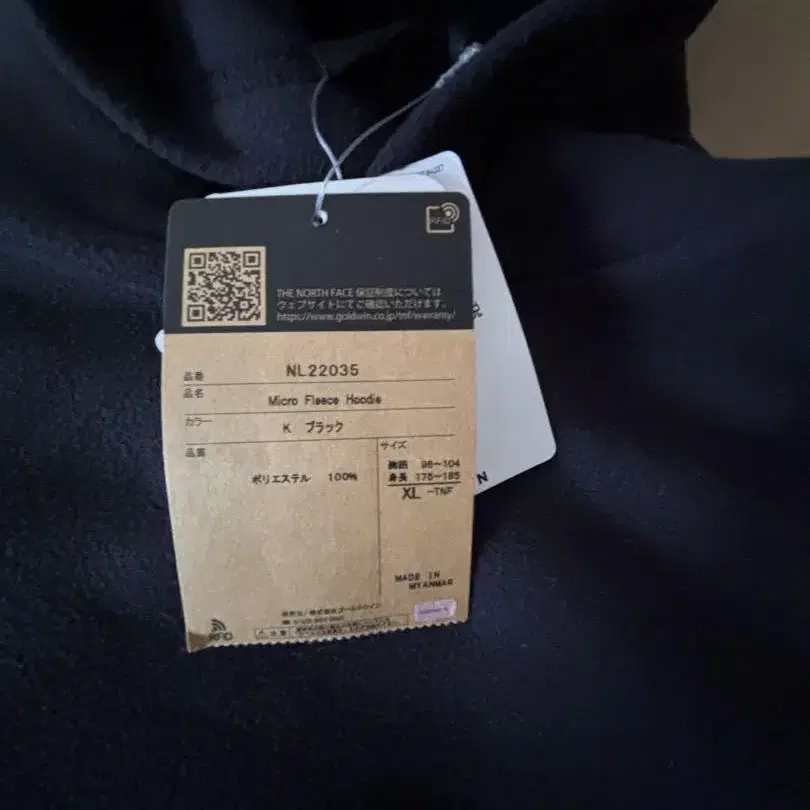 RFID
THE NORTH FACE 保証制度については
ウェブサイトにてご確認いただけます。
https://www.goldwin.co.jp/tnf/warranty/
品番 NL22035
品名 Micro Fleece Hoodie
カラー K ブラック
品質
ポリエステル 100%
サイズ
胸囲 96~104
身長 175~185
XL -TNF
MADE IN
MYANMAR
RFID
N